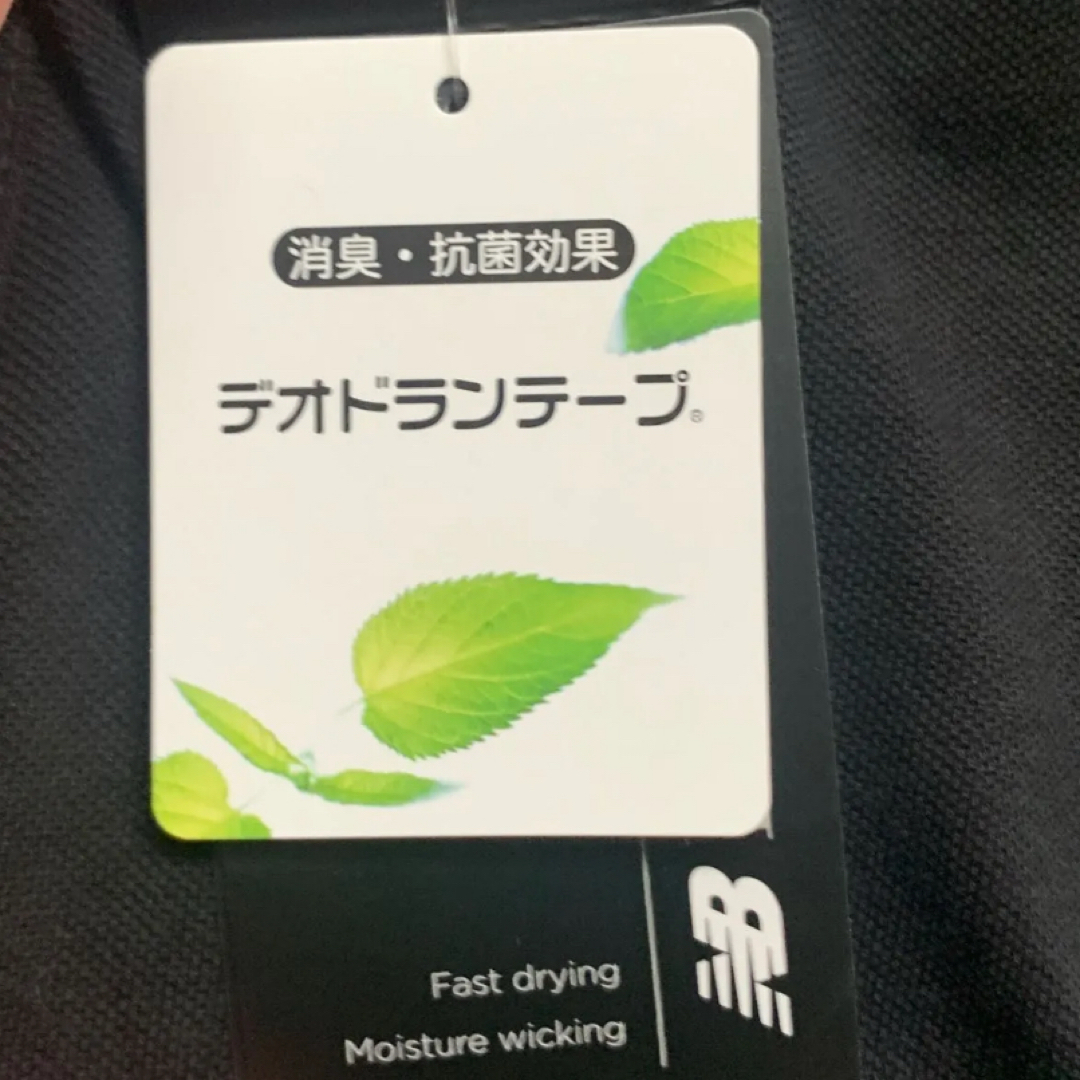 消臭・抗菌効果
デオドランテープ®
Fast drying
Moisture wicking